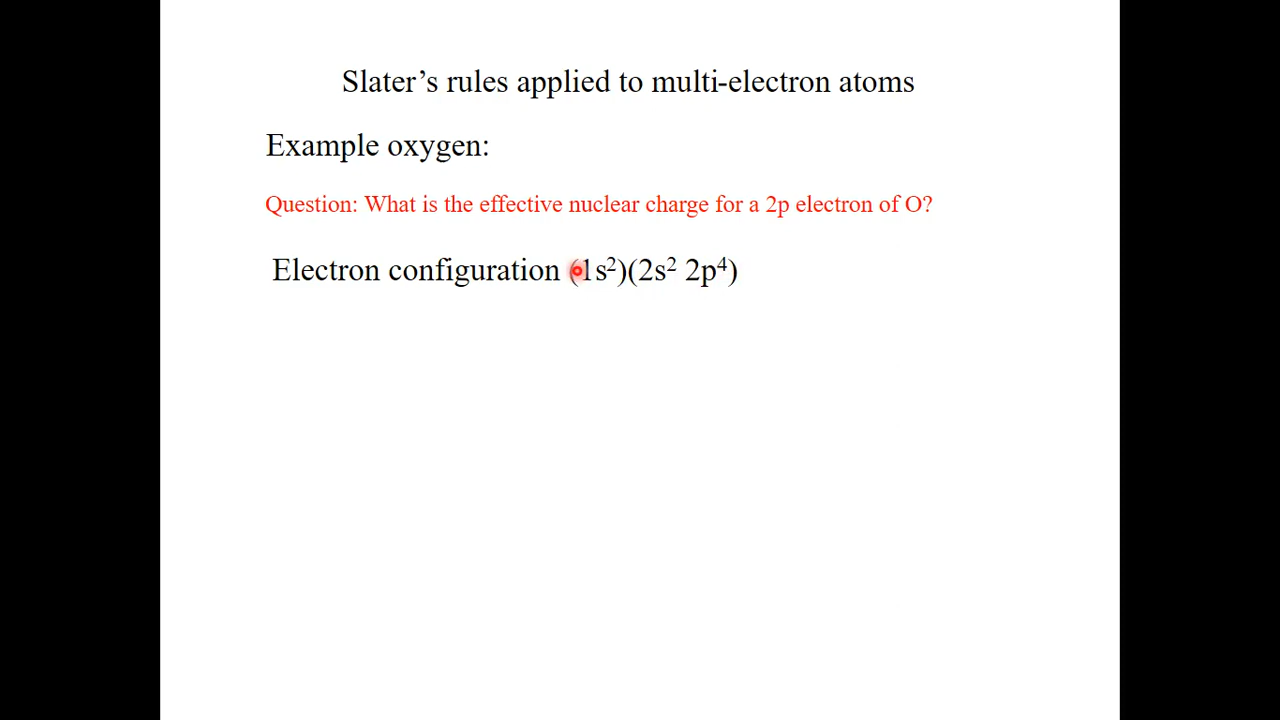 Slater’s rules applied to multi-electron atoms
Example oxygen:
Question: What is the effective nuclear charge for a 2p electron of O?
Electron configuration (1s²)(2s² 2p⁴)